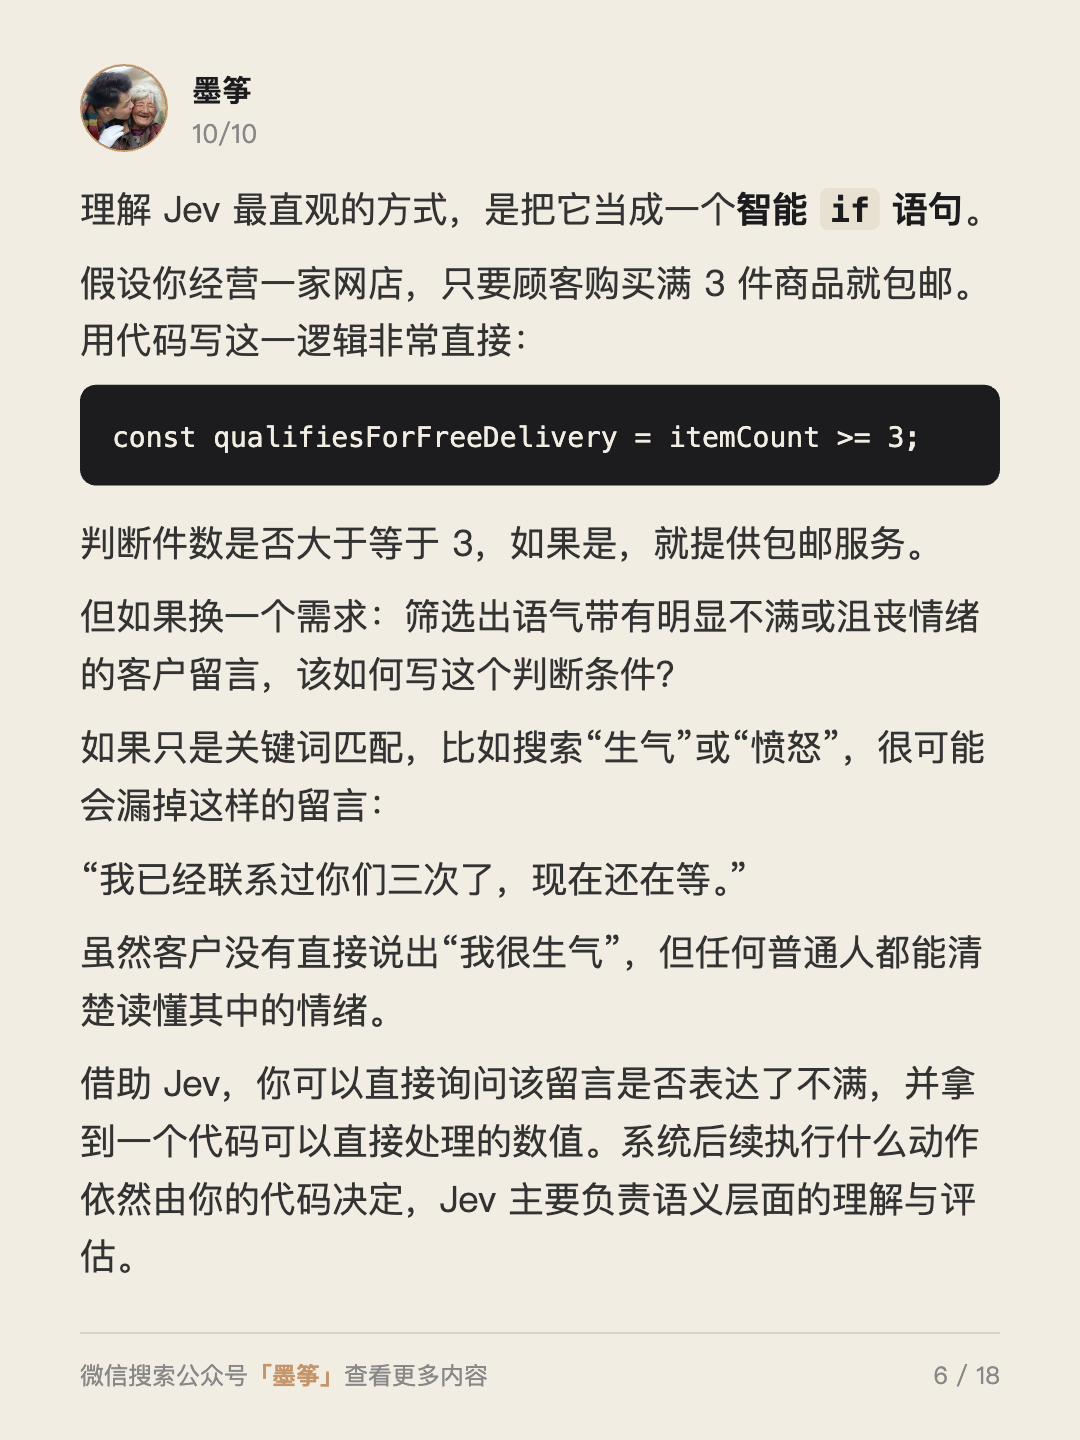 墨筝
10/10
理解 Jev 最直观的方式，是把它当成一个智能 if 语句。
假设你经营一家网店，只要顾客购买满 3 件商品就包邮。
用代码写这一逻辑非常直接：
const qualifiesForFreeDelivery = itemCount >= 3;
判断件数是否大于等于 3，如果是，就提供包邮服务。
但如果换一个需求：筛选出语气带有明显不满或沮丧情绪
的客户留言，该如何写这个判断条件？
如果只是关键词匹配，比如搜索“生气”或“愤怒”，很可能
会漏掉这样的留言：
“我已经联系过你们三次了，现在还在等。”
虽然客户没有直接说出“我很生气”，但任何普通人都能清
楚读懂其中的情绪。
借助 Jev，你可以直接询问该留言是否表达了不满，并拿
到一个代码可以直接处理的数值。系统后续执行什么动作
依然由你的代码决定，Jev 主要负责语义层面的理解与评
估。
微信搜索公众号「墨筝」查看更多内容
6 / 18